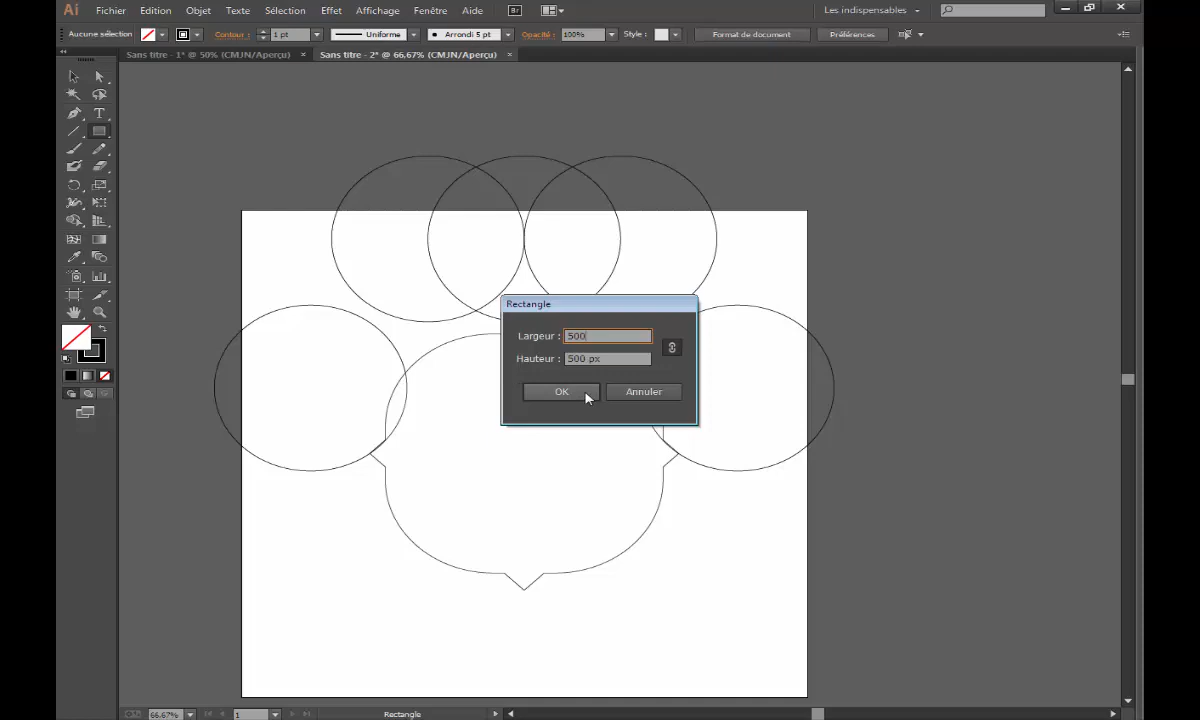 Ai Fichier Edition Objet Texte Sélection Effet Affichage Fenêtre Aide Br Les indispensables
Aucune sélection Contour : 1 pt Uniforme Arrondi 5 pt Opacité : 100% Style : Format de document Préférences
Sans titre - 1* @ 50% (CMJN/Aperçu) × Sans titre - 2* @ 66,67% (CMJN/Aperçu) ×
Rectangle
Largeur : 500
Hauteur : 500 px
OK Annuler
66,67% 1 Rectangle